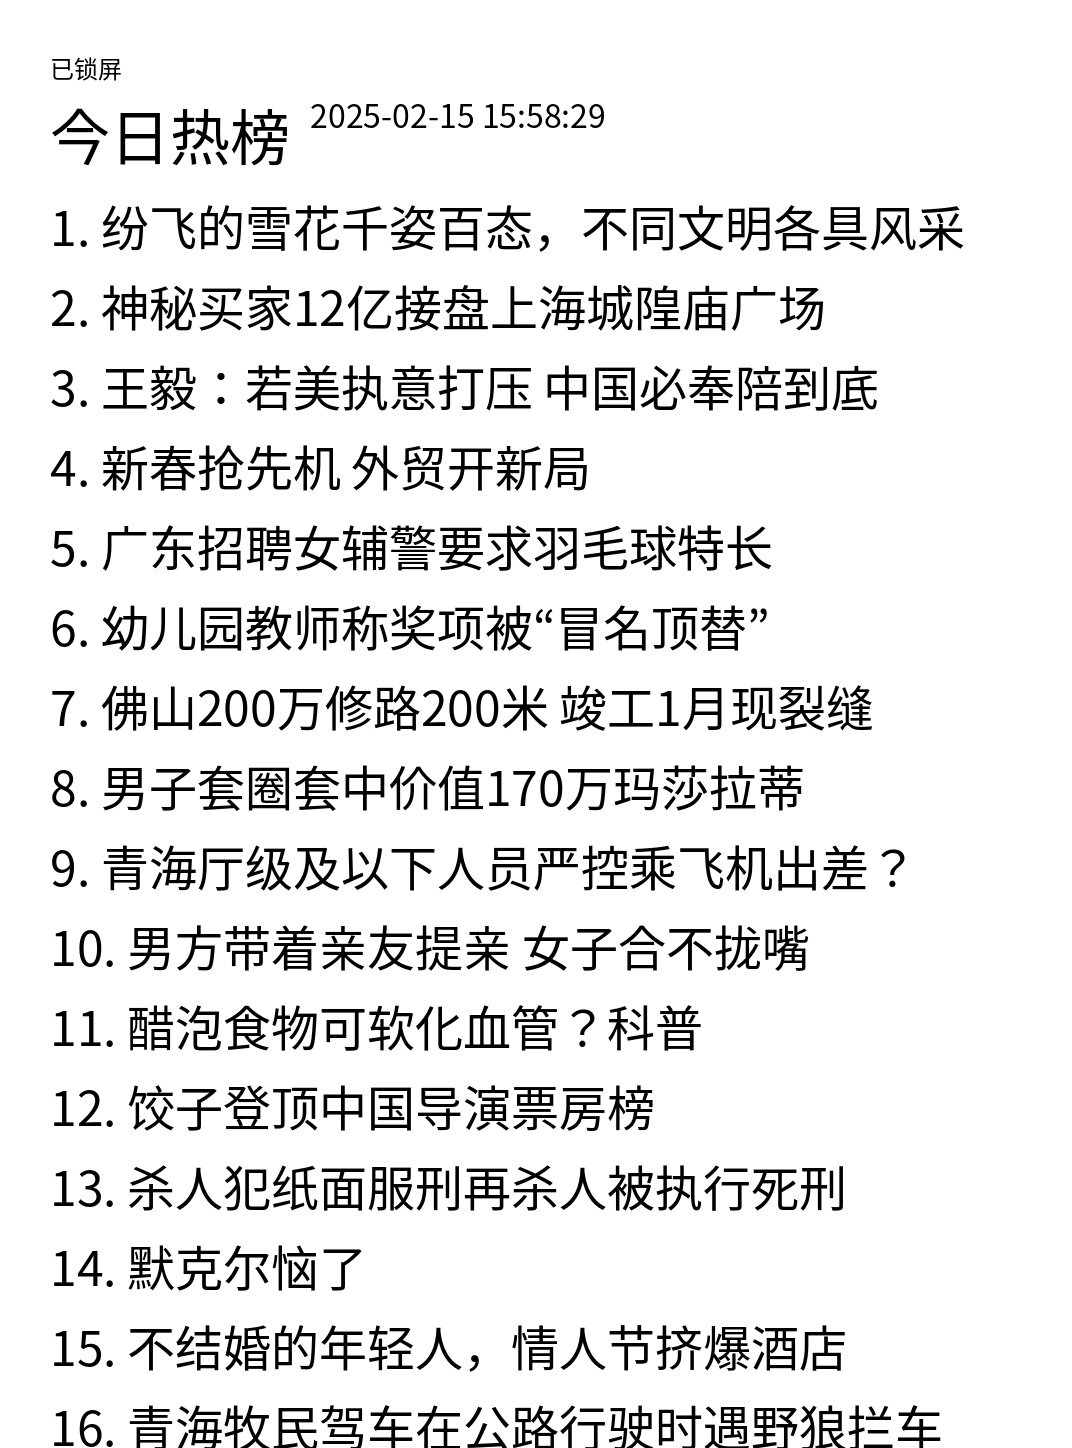 已锁屏
今日热榜 2025-02-15 15:58:29
1. 纷飞的雪花千姿百态，不同文明各具风采
2. 神秘买家12亿接盘上海城隍庙广场
3. 王毅：若美执意打压 中国必奉陪到底
4. 新春抢先机 外贸开新局
5. 广东招聘女辅警要求羽毛球特长
6. 幼儿园教师称奖项被“冒名顶替”
7. 佛山200万修路200米 竣工1月现裂缝
8. 男子套圈套中价值170万玛莎拉蒂
9. 青海厅级及以下人员严控乘飞机出差？
10. 男方带着亲友提亲 女子合不拢嘴
11. 醋泡食物可软化血管？科普
12. 饺子登顶中国导演票房榜
13. 杀人犯纸面服刑再杀人被执行死刑
14. 默克尔恼了
15. 不结婚的年轻人，情人节挤爆酒店
16. 青海牧民驾车在公路行驶时遇野狼拦车